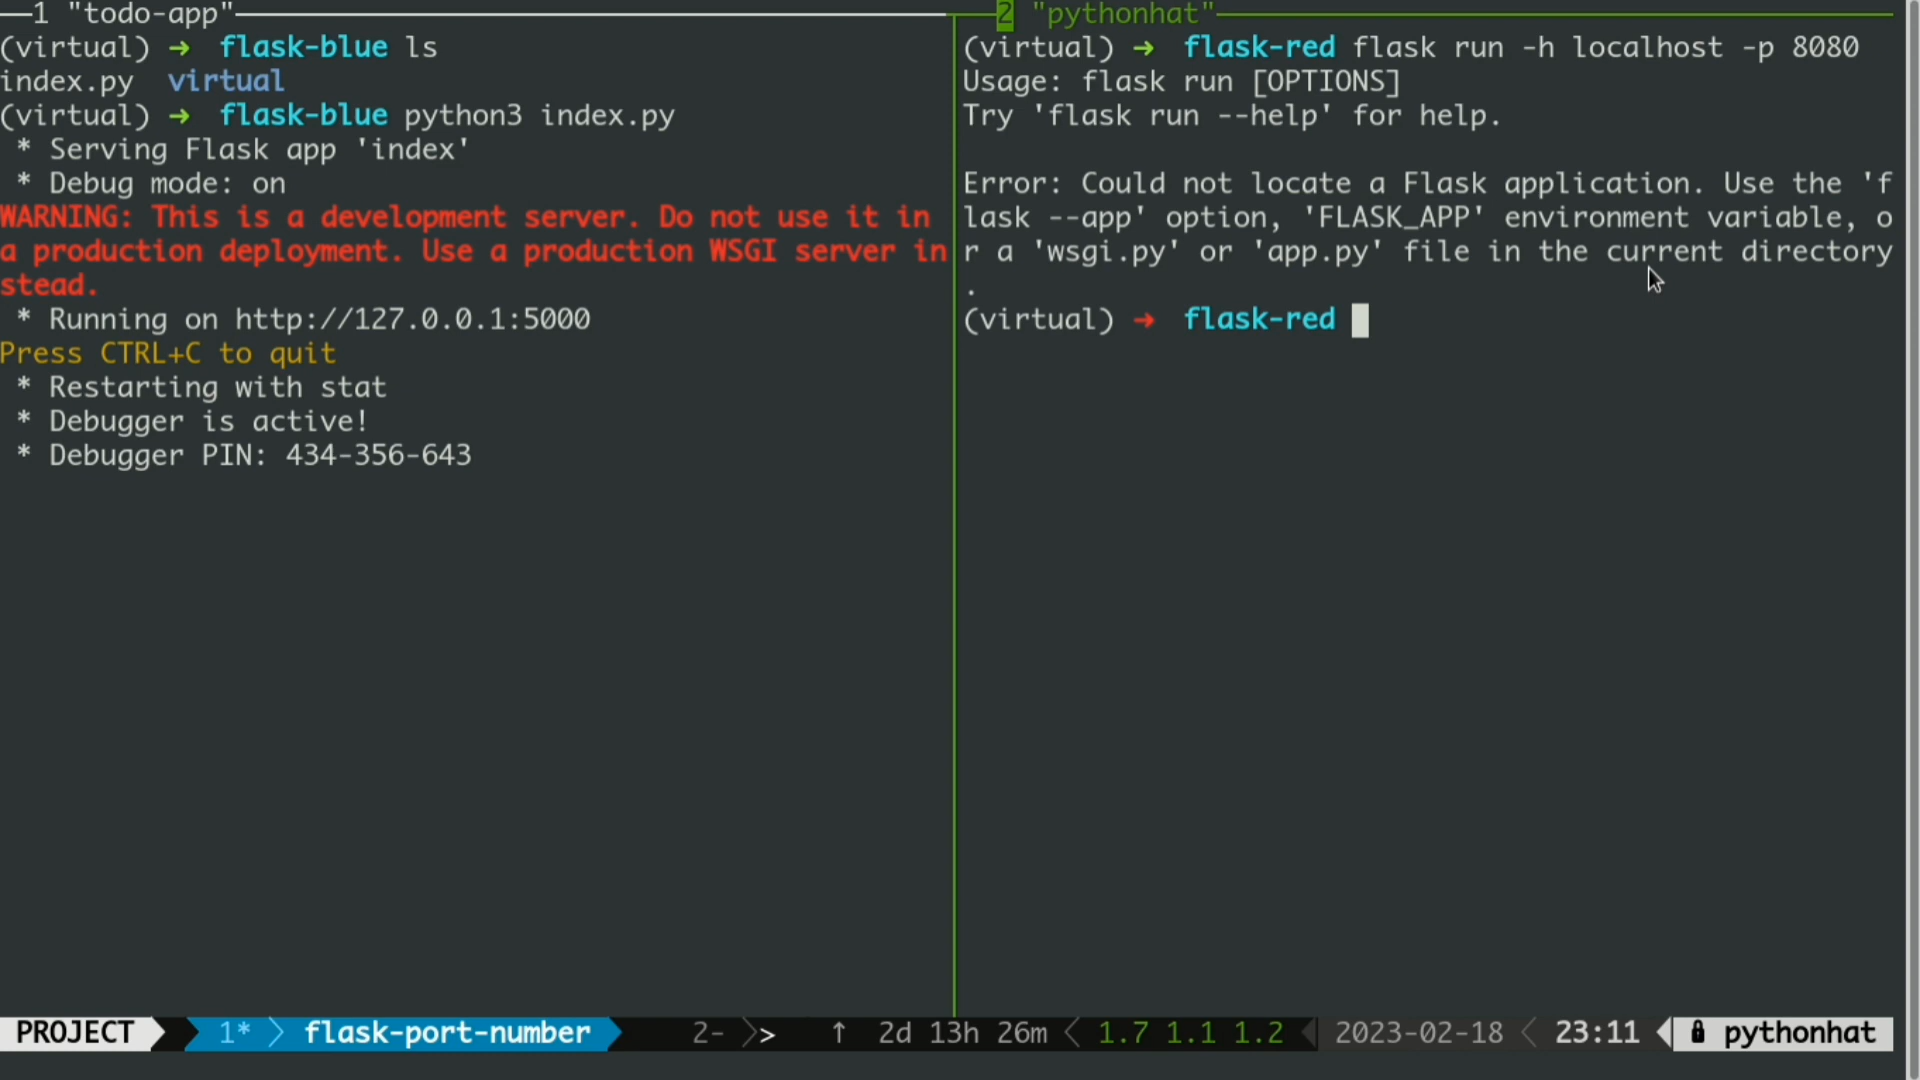 1 "todo-app"
(virtual) ➜ flask-blue ls
index.py virtual
(virtual) ➜ flask-blue python3 index.py
* Serving Flask app 'index'
* Debug mode: on
WARNING: This is a development server. Do not use it in
a production deployment. Use a production WSGI server in
stead.
* Running on http://127.0.0.1:5000
Press CTRL+C to quit
* Restarting with stat
* Debugger is active!
* Debugger PIN: 434-356-643
2 "pythonhat"
(virtual) ➜ flask-red flask run -h localhost -p 8080
Usage: flask run [OPTIONS]
Try 'flask run --help' for help.
Error: Could not locate a Flask application. Use the 'f
lask --app' option, 'FLASK_APP' environment variable, o
r a 'wsgi.py' or 'app.py' file in the current directory
.
(virtual) ➜ flask-red
PROJECT 1* flask-port-number 2- > ↑ 2d 13h 26m 1.7 1.1 1.2 2023-02-18 23:11 pythonhat